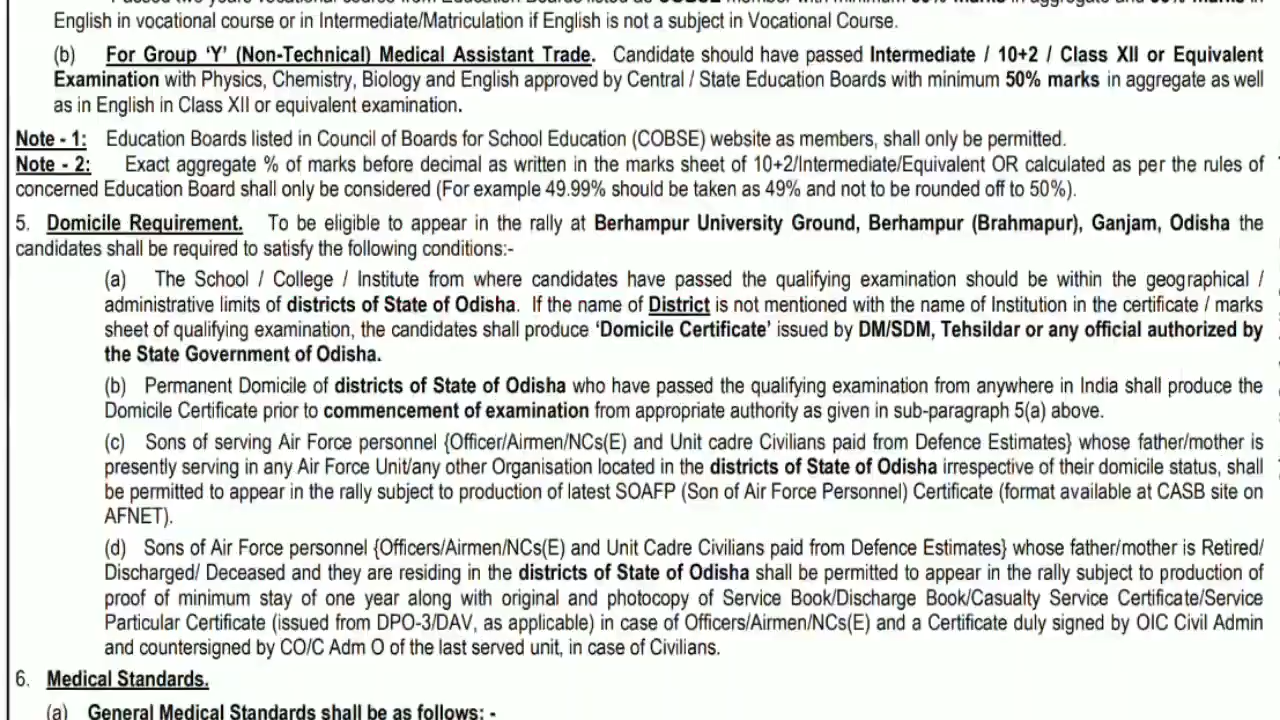 English in vocational course or in Intermediate/Matriculation if English is not a subject in Vocational Course.
(b) For Group 'Y' (Non-Technical) Medical Assistant Trade. Candidate should have passed Intermediate / 10+2 / Class XII or Equivalent
Examination with Physics, Chemistry, Biology and English approved by Central / State Education Boards with minimum 50% marks in aggregate as well
as in English in Class XII or equivalent examination.
Note - 1: Education Boards listed in Council of Boards for School Education (COBSE) website as members, shall only be permitted.
Note - 2: Exact aggregate % of marks before decimal as written in the marks sheet of 10+2/Intermediate/Equivalent OR calculated as per the rules of
concerned Education Board shall only be considered (For example 49.99% should be taken as 49% and not to be rounded off to 50%).
5. Domicile Requirement. To be eligible to appear in the rally at Berhampur University Ground, Berhampur (Brahmapur), Ganjam, Odisha the
candidates shall be required to satisfy the following conditions:-
(a) The School / College / Institute from where candidates have passed the qualifying examination should be within the geographical /
administrative limits of districts of State of Odisha. If the name of District is not mentioned with the name of Institution in the certificate / marks
sheet of qualifying examination, the candidates shall produce 'Domicile Certificate' issued by DM/SDM, Tehsildar or any official authorized by
the State Government of Odisha.
(b) Permanent Domicile of districts of State of Odisha who have passed the qualifying examination from anywhere in India shall produce the
Domicile Certificate prior to commencement of examination from appropriate authority as given in sub-paragraph 5(a) above.
(c) Sons of serving Air Force personnel {Officer/Airmen/NCs(E) and Unit cadre Civilians paid from Defence Estimates} whose father/mother is
presently serving in any Air Force Unit/any other Organisation located in the districts of State of Odisha irrespective of their domicile status, shall
be permitted to appear in the rally subject to production of latest SOAFP (Son of Air Force Personnel) Certificate (format available at CASB site on
AFNET).
(d) Sons of Air Force personnel {Officers/Airmen/NCs(E) and Unit Cadre Civilians paid from Defence Estimates} whose father/mother is Retired/
Discharged/ Deceased and they are residing in the districts of State of Odisha shall be permitted to appear in the rally subject to production of
proof of minimum stay of one year along with original and photocopy of Service Book/Discharge Book/Casualty Service Certificate/Service
Particular Certificate (issued from DPO-3/DAV, as applicable) in case of Officers/Airmen/NCs(E) and a Certificate duly signed by OIC Civil Admin
and countersigned by CO/C Adm O of the last served unit, in case of Civilians.
6. Medical Standards.
(a) General Medical Standards shall be as follows: -